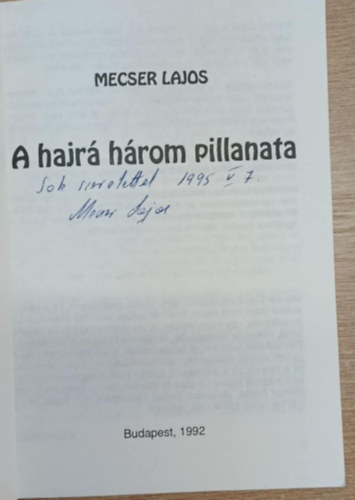 MECSER LAJOS
A hajrá három pillanata
Sok szeretettel 1995 V 7.
Mecser Lajos
Budapest, 1992